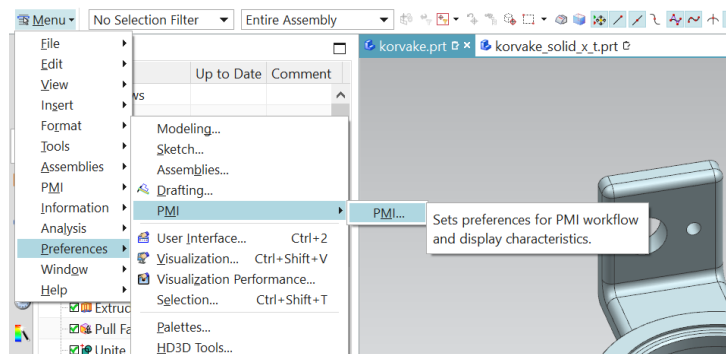 Menu No Selection Filter Entire Assembly
korvake.prt korvake_solid_x_t.prt
File
Edit
View
Insert
Format
Tools
Assemblies
PMI
Information
Analysis
Preferences
Window
Help
Up to Date Comment
ws
Modeling...
Sketch...
Assemblies...
Drafting...
PMI
User Interface... Ctrl+2
Visualization... Ctrl+Shift+V
Visualization Performance...
Selection... Ctrl+Shift+T
Palettes...
HD3D Tools...
PMI...
Sets preferences for PMI workflow
and display characteristics.
Extruc
Pull Fa
Unite